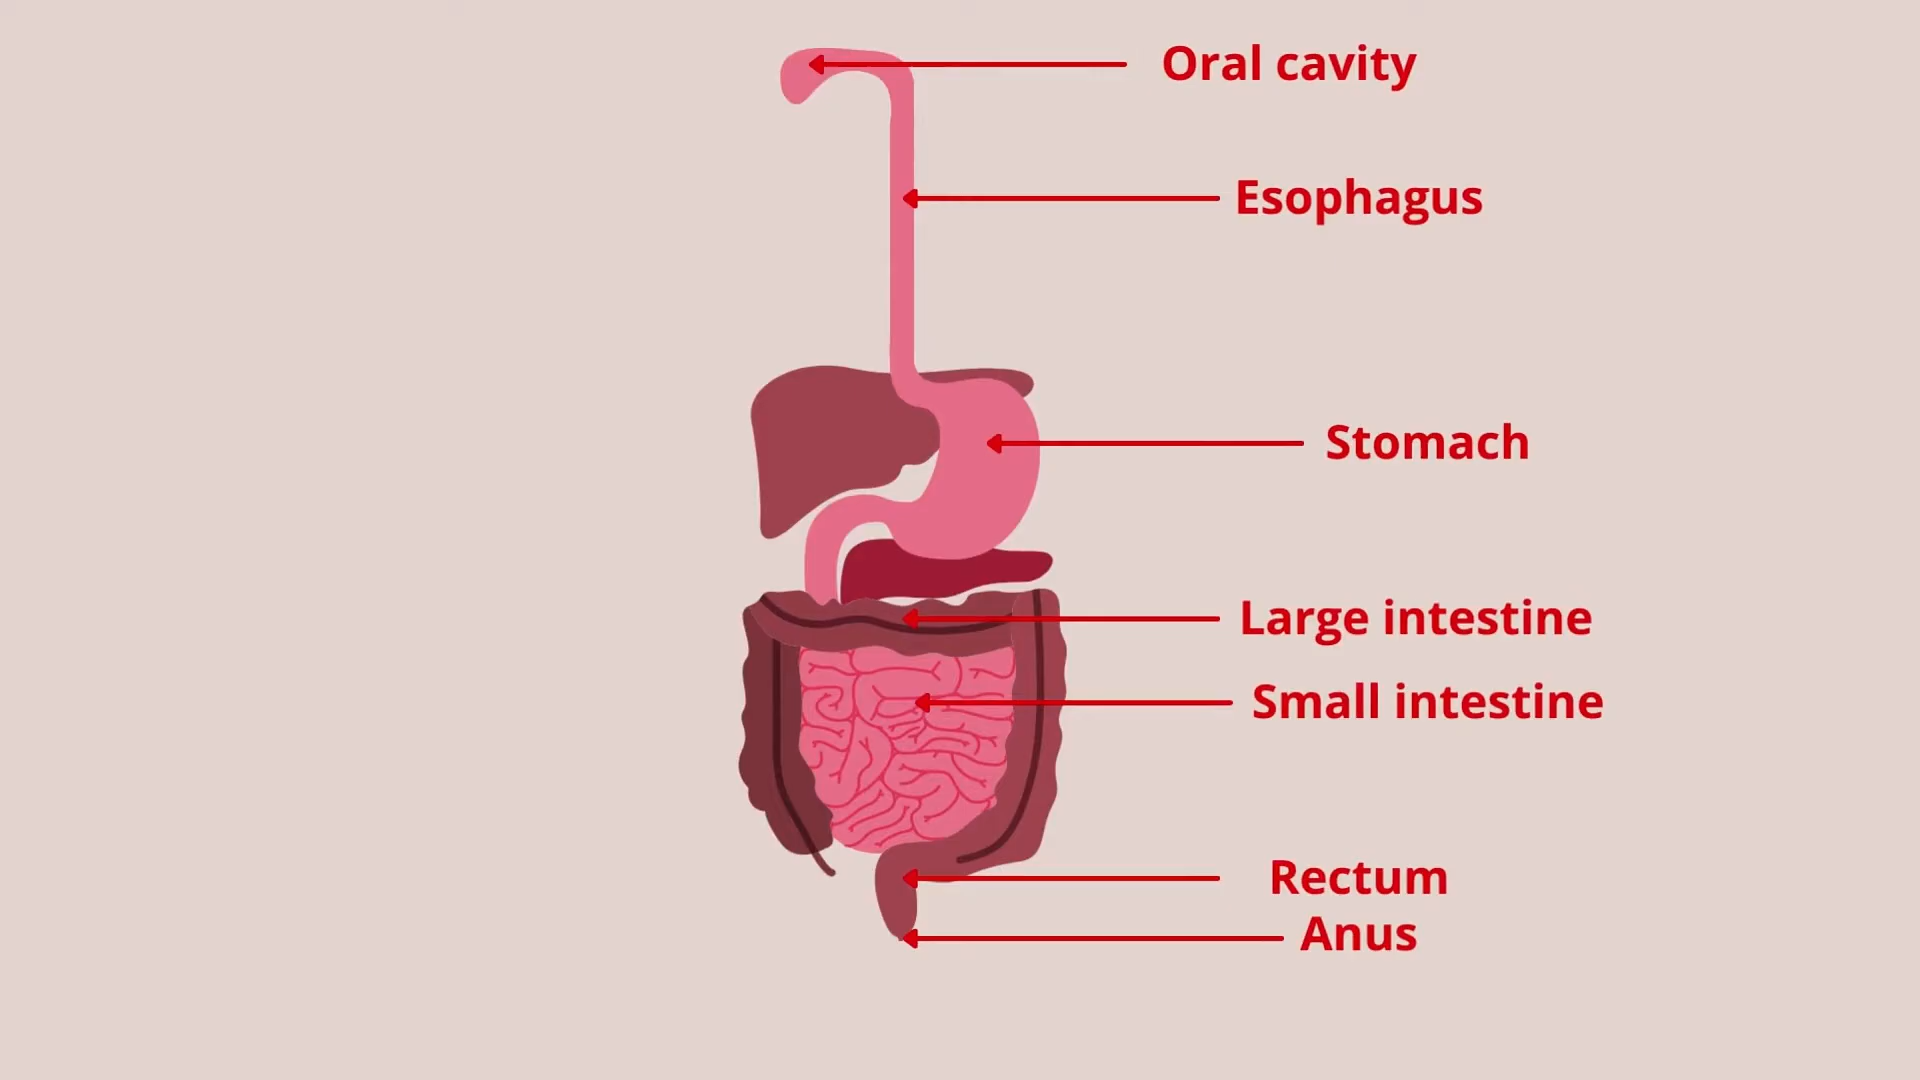 Oral cavity
Esophagus
Stomach
Large intestine
Small intestine
Rectum
Anus